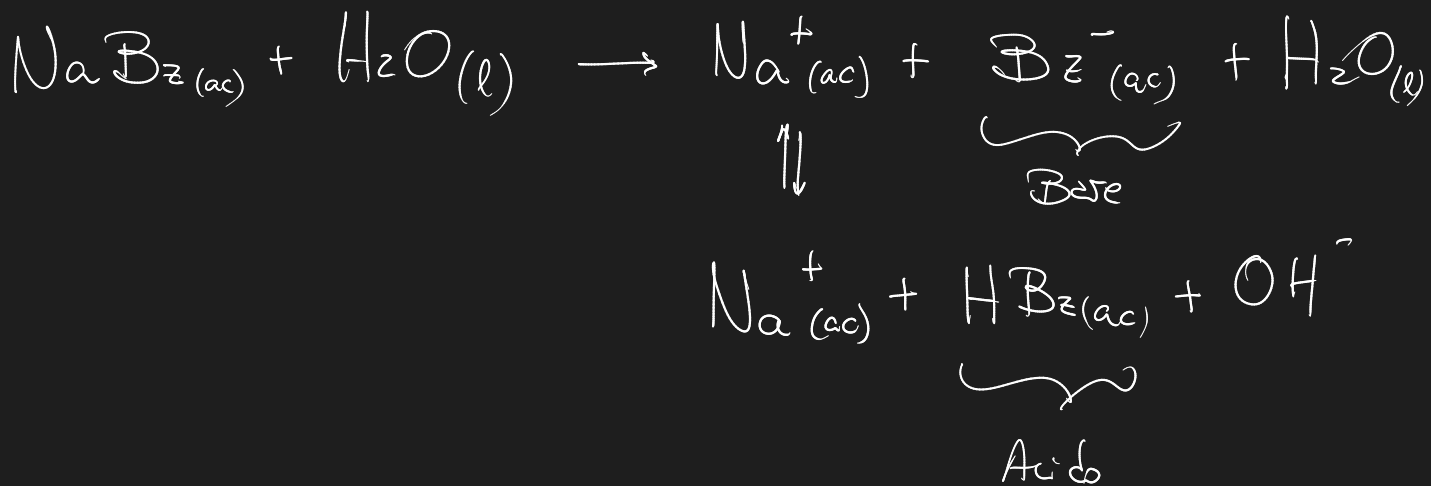 NaBz(ac) + H2O(l) → Na+(ac) + Bz-(ac) + H2O(l)
Base
Na+(ac) + HBz(ac) + OH-
Acido